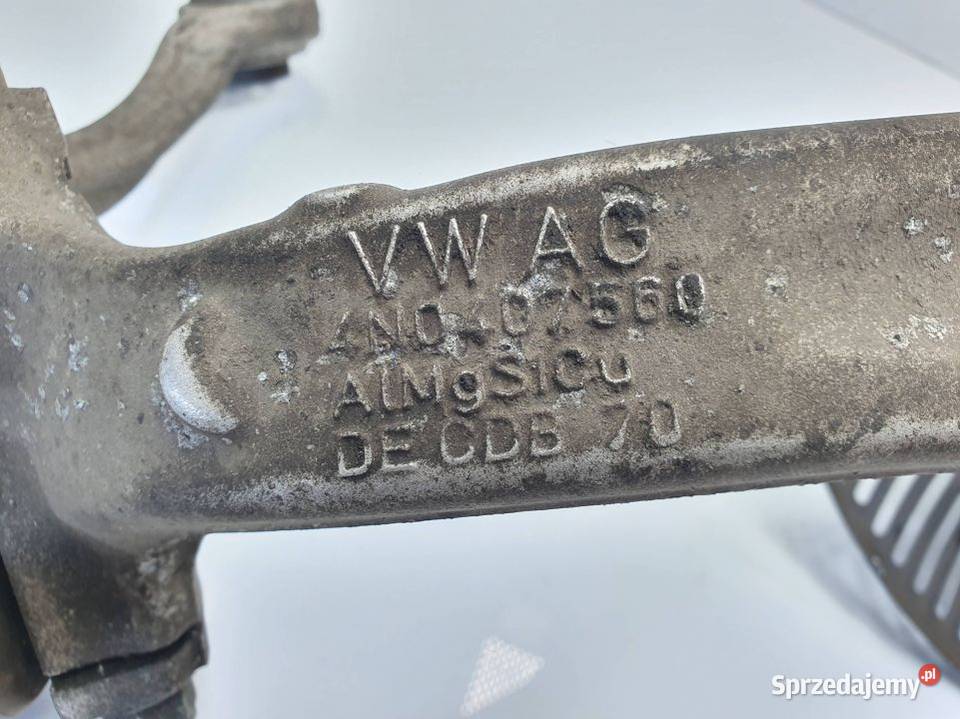 VW AG
4N0407560
AlMgSiCu
DE CDB 70
Sprzedajemy.pl